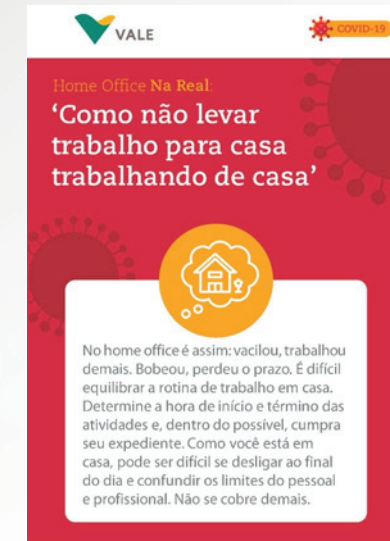 VALE
COVID-19
Home Office Na Real:
‘Como não levar
trabalho para casa
trabalhando de casa’
No home office é assim: vacilou, trabalhou
demais. Bobeou, perdeu o prazo. É difícil
equilibrar a rotina de trabalho em casa.
Determine a hora de início e término das
atividades e, dentro do possível, cumpra
seu expediente. Como você está em
casa, pode ser difícil se desligar ao final
do dia e confundir os limites do pessoal
e profissional. Não se cobre demais.